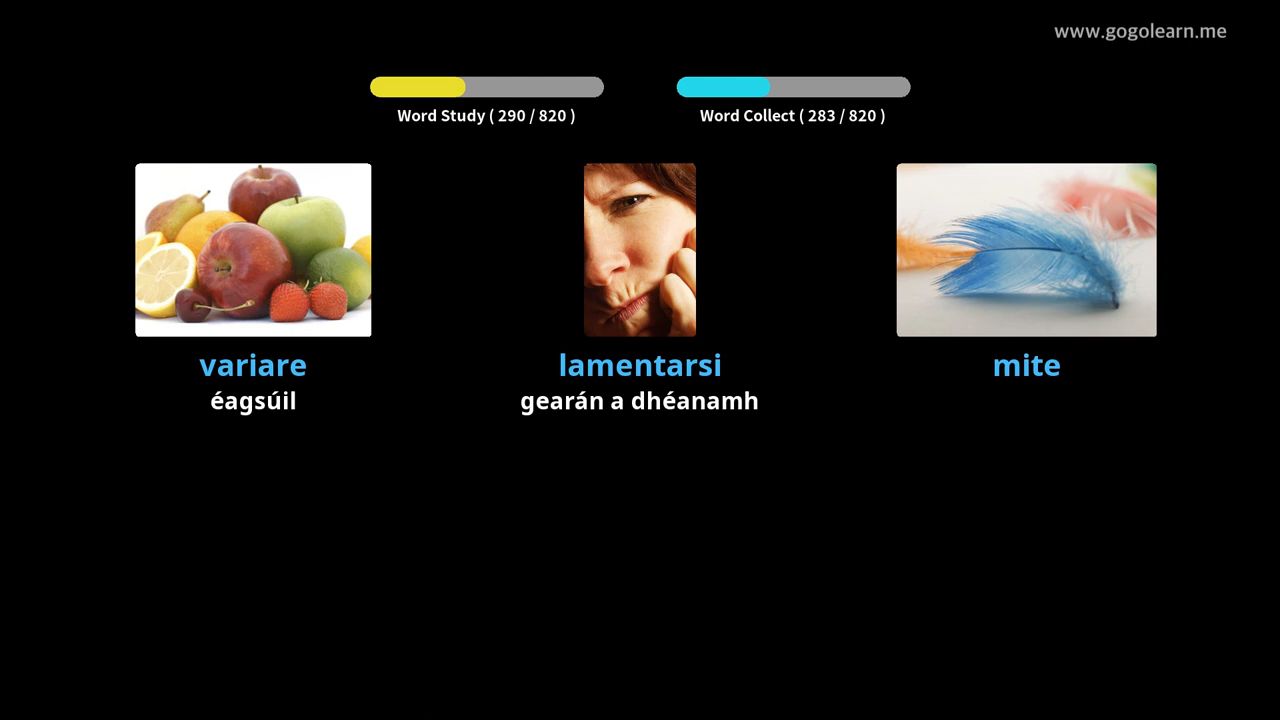 www.gogolearn.me
Word Study ( 290 / 820 )
Word Collect ( 283 / 820 )
variare
lamentarsi
mite
éagsúil
gearán a dhéanamh